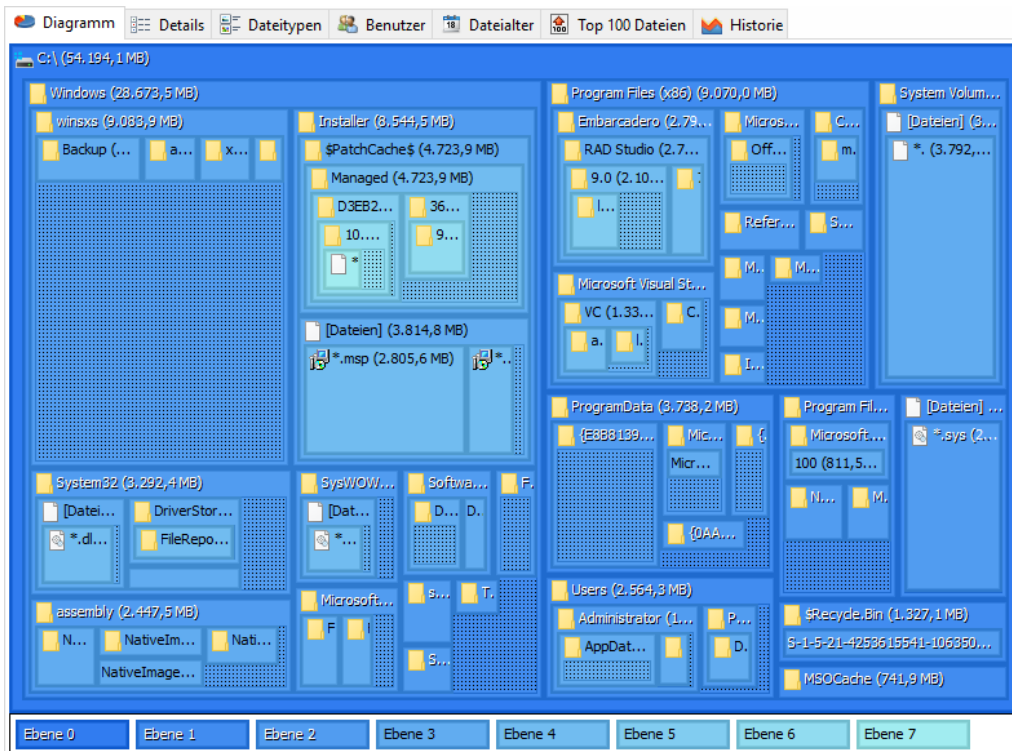 Diagramm Details Dateitypen Benutzer Dateialter Top 100 Dateien Historie
C:\ (54.194,1 MB)
Windows (28.673,5 MB)
winsxs (9.083,9 MB)
Backup (...
a...
x...
Installer (8.544,5 MB)
$PatchCache$ (4.723,9 MB)
Managed (4.723,9 MB)
D3EB2...
36...
10....
9...
*
[Dateien] (3.814,8 MB)
*.msp (2.805,6 MB)
*..
System32 (3.292,4 MB)
[Datei...
DriverStor...
*.dl...
FileRepo...
assembly (2.447,5 MB)
N...
NativeIm...
Nati...
NativeImage...
SysWOW...
[Dat...
*...
Softwa...
D...
D.
F.
Microsoft...
F
s...
T.
S...
Program Files (x86) (9.070,0 MB)
Embarcadero (2.79...
RAD Studio (2.7...
9.0 (2.10...
l...
Micros...
Off...
C...
m.
Refer...
S...
M..
M...
M..
I...
Microsoft Visual St...
VC (1.33...
C.
a.
l.
System Volum...
[Dateien] (3...
*. (3.792,...
ProgramData (3.738,2 MB)
{E8B8139...
Mic...
{.
Micr...
{0AA...
Program Fil...
Microsoft...
100 (811,5...
N...
M.
[Dateien] ...
*.sys (2...
Users (2.564,3 MB)
Administrator (1...
P...
AppDat...
D.
$Recycle.Bin (1.327,1 MB)
S-1-5-21-4253615541-106350...
MSOCache (741,9 MB)
Ebene 0 Ebene 1 Ebene 2 Ebene 3 Ebene 4 Ebene 5 Ebene 6 Ebene 7